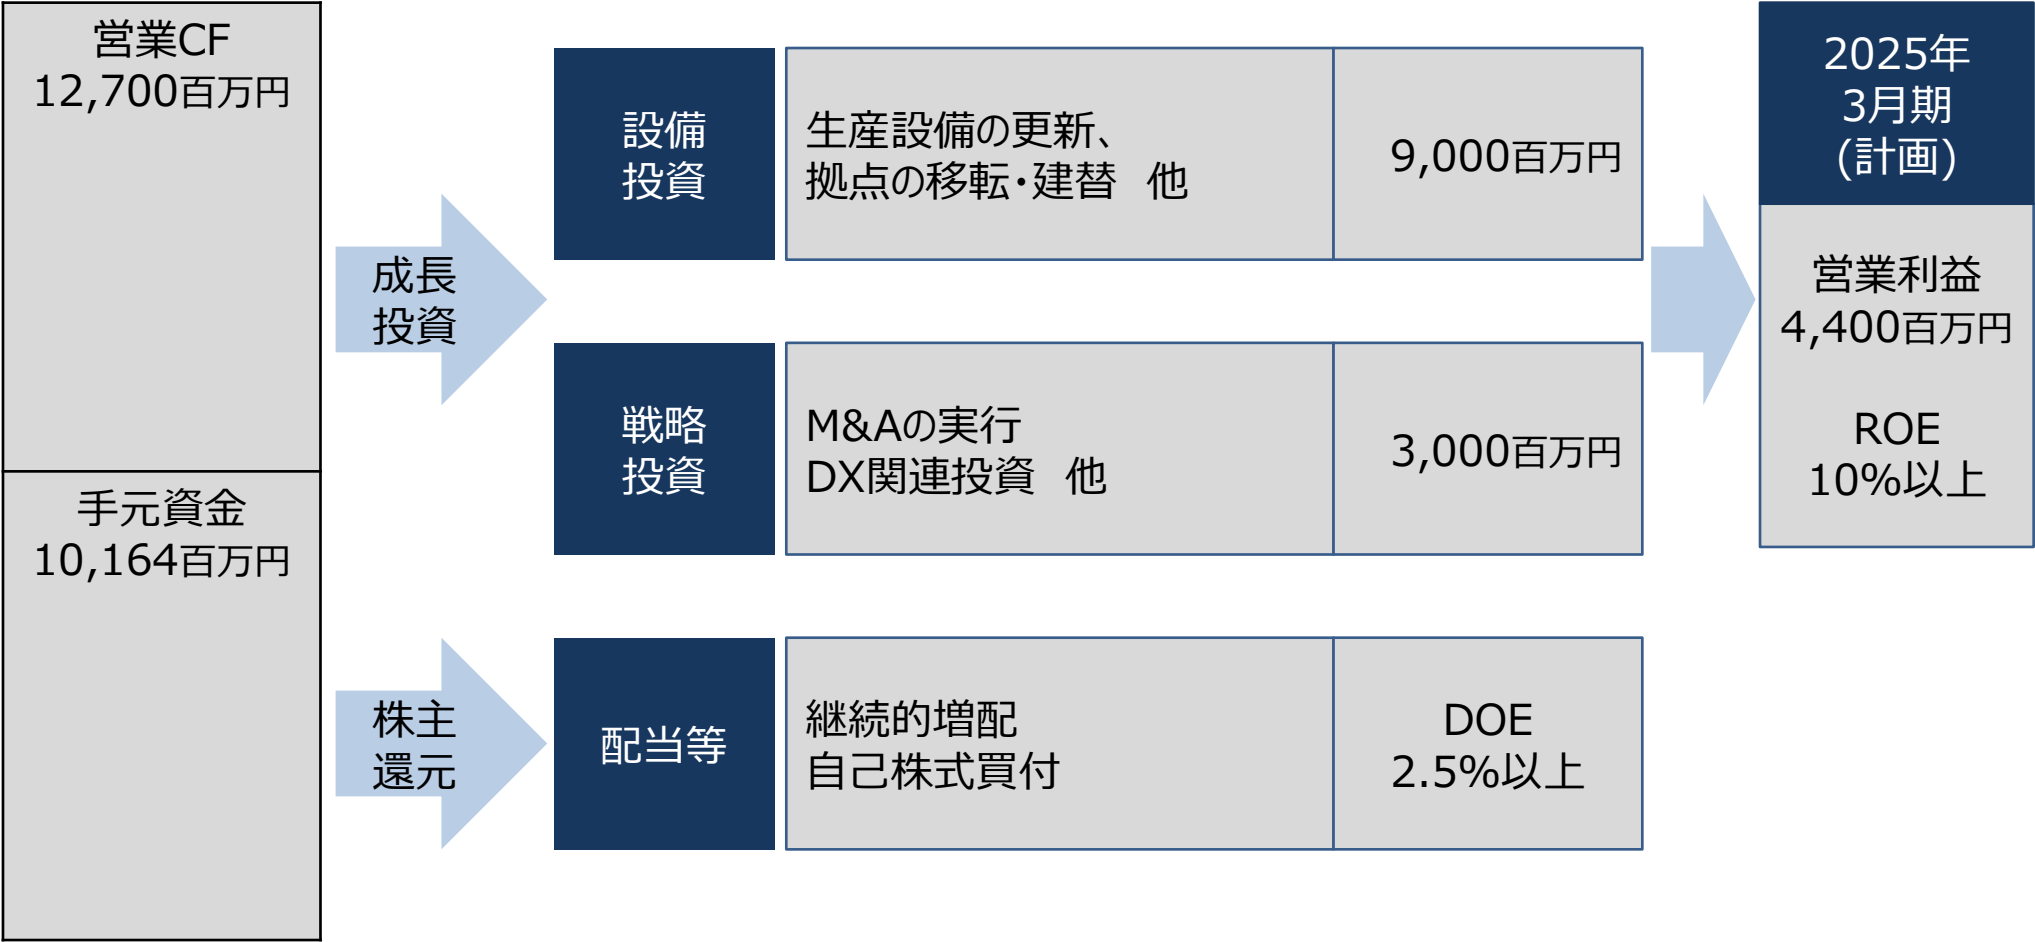 営業CF
12,700百万円
手元資金
10,164百万円
成長
投資
設備
投資
生産設備の更新、
拠点の移転・建替　他
9,000百万円
戦略
投資
M&Aの実行
DX関連投資　他
3,000百万円
株主
還元
配当等
継続的増配
自己株式買付
DOE
2.5%以上
2025年
3月期
(計画)
営業利益
4,400百万円
ROE
10%以上